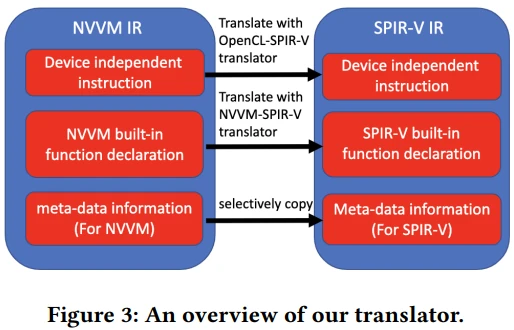 NVVM IR
Device independent
instruction
NVVM built-in
function declaration
meta-data information
(For NVVM)
Translate with
OpenCL-SPIR-V
translator
Translate with
NVVM-SPIR-V
translator
selectively copy
SPIR-V IR
Device independent
instruction
SPIR-V built-in
function declaration
Meta-data information
(For SPIR-V)
Figure 3: An overview of our translator.